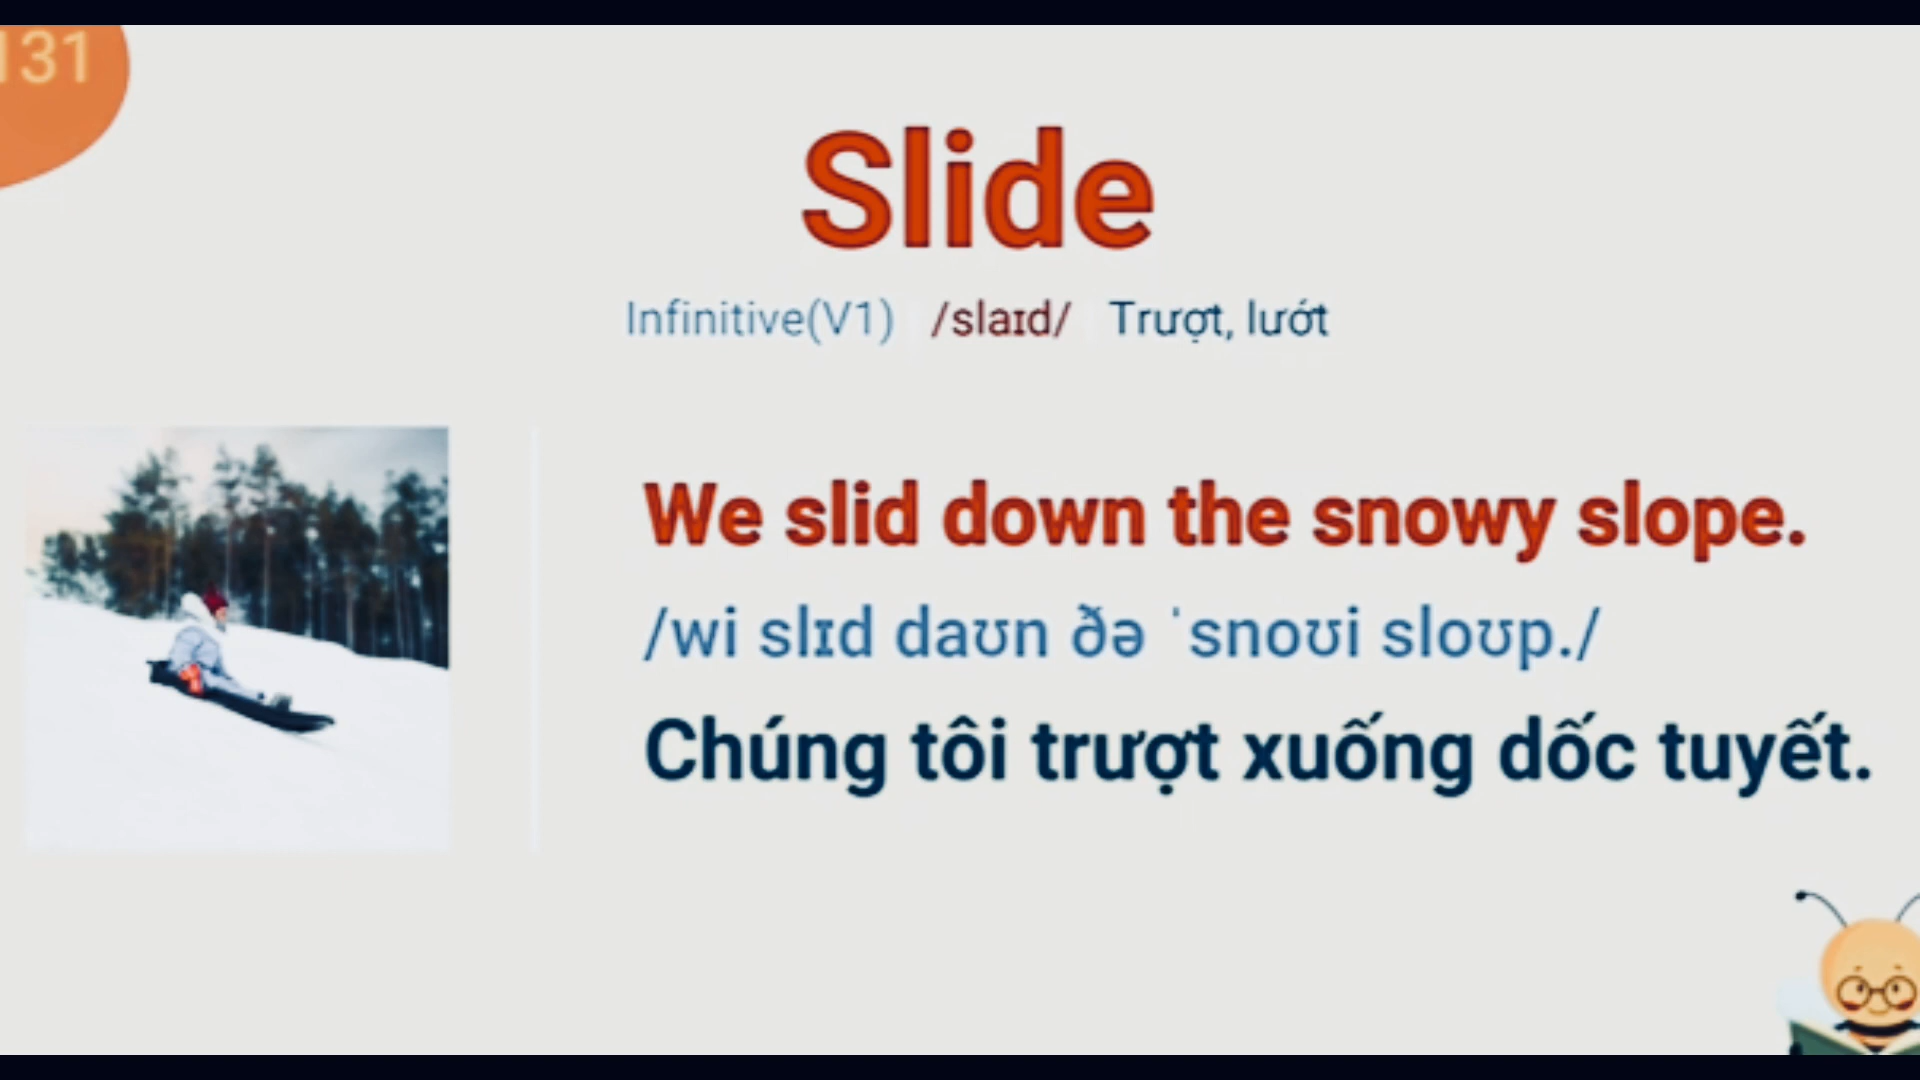 131
Slide
Infinitive(V1) /slaɪd/ Trượt, lướt
We slid down the snowy slope.
/wi slɪd daʊn ðə ˈsnoʊi sloʊp./
Chúng tôi trượt xuống dốc tuyết.